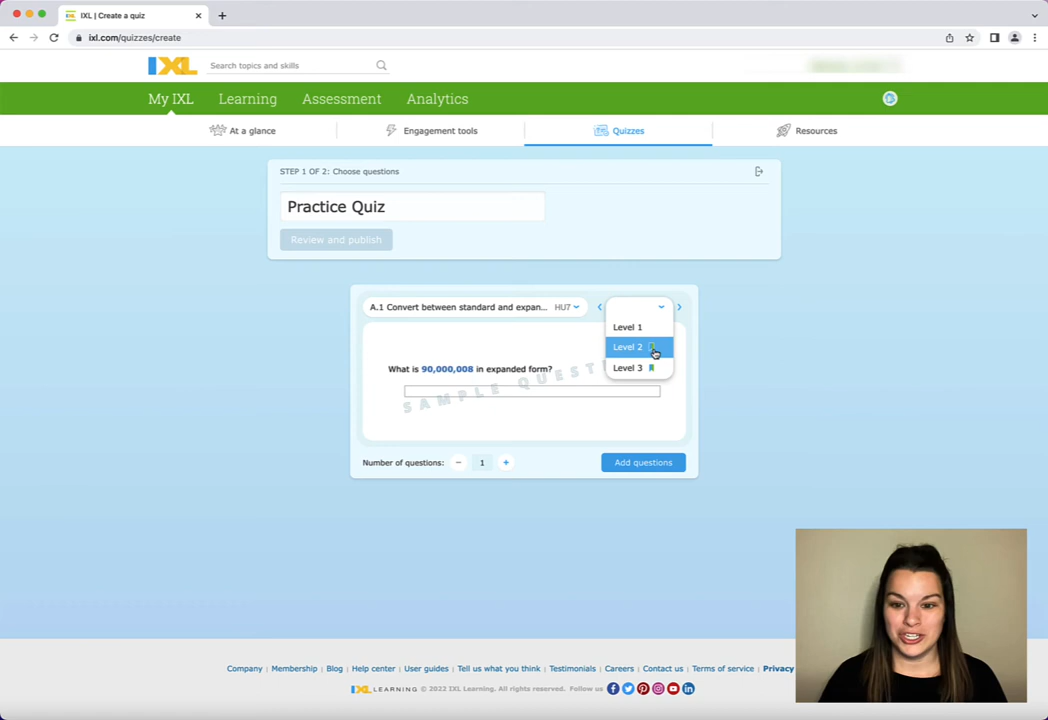 IXL | Create a quiz
ixl.com/quizzes/create
IXL
Search topics and skills
My IXL
Learning
Assessment
Analytics
At a glance
Engagement tools
Quizzes
Resources
STEP 1 OF 2: Choose questions
Practice Quiz
Review and publish
A.1 Convert between standard and expan... HU7
Level 1
Level 2
Level 3
What is 90,000,008 in expanded form?
SAMPLE QUEST
Number of questions: − 1 +
Add questions
Company | Membership | Blog | Help center | User guides | Tell us what you think | Testimonials | Careers | Contact us | Terms of service | Privacy
IXL LEARNING © 2022 IXL Learning. All rights reserved. Follow us